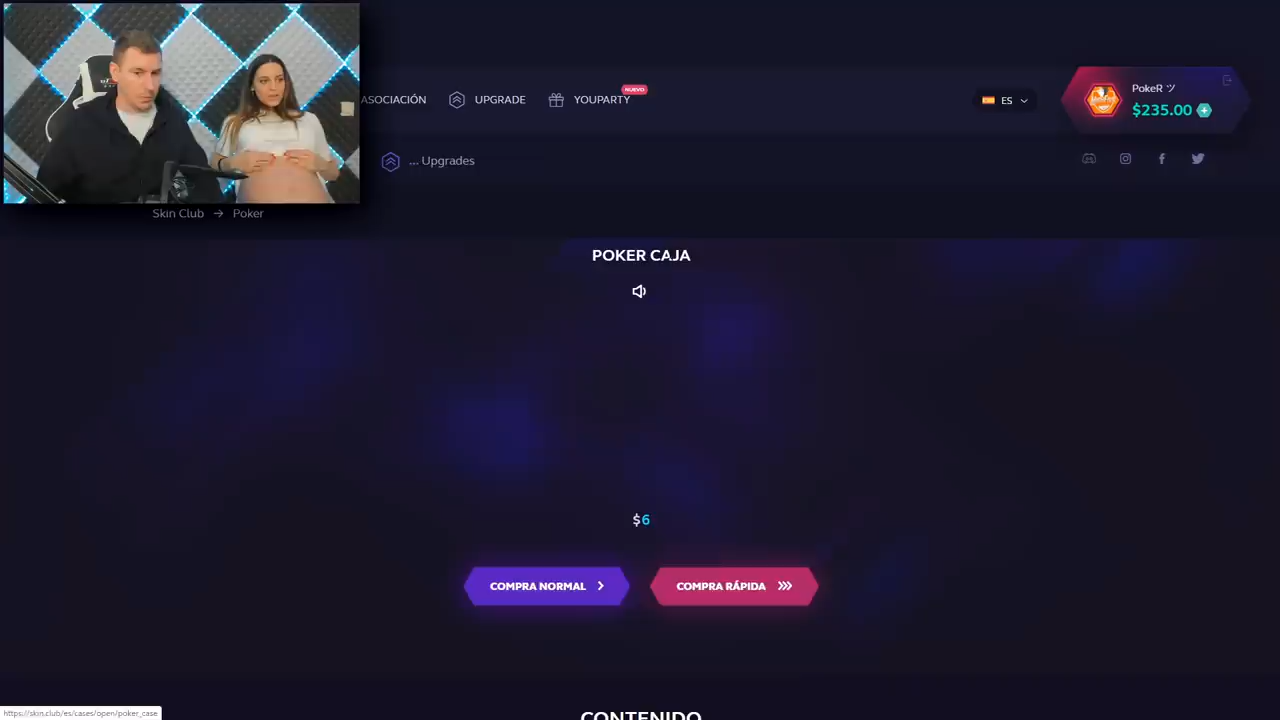 ASOCIACIÓN
UPGRADE
YOUPARTY
NUEVO
ES
PokeR ツ
$235.00
... Upgrades
Skin Club → Poker
POKER CAJA
$6
COMPRA NORMAL
COMPRA RÁPIDA
CONTENIDO
https://skin.club/es/cases/open/poker_case